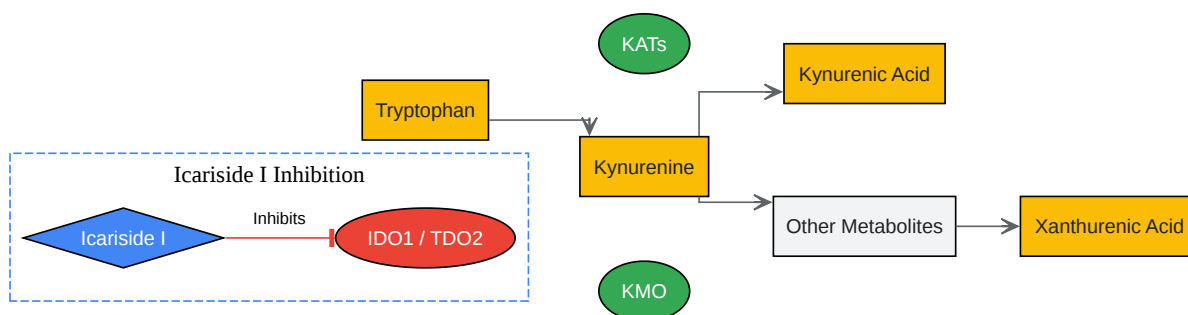 KATs
Kynurenic Acid
Tryptophan
Kynurenine
Icariside I Inhibition
Inhibits
Icariside I
IDO1 / TDO2
Other Metabolites
Xanthurenic Acid
KMO